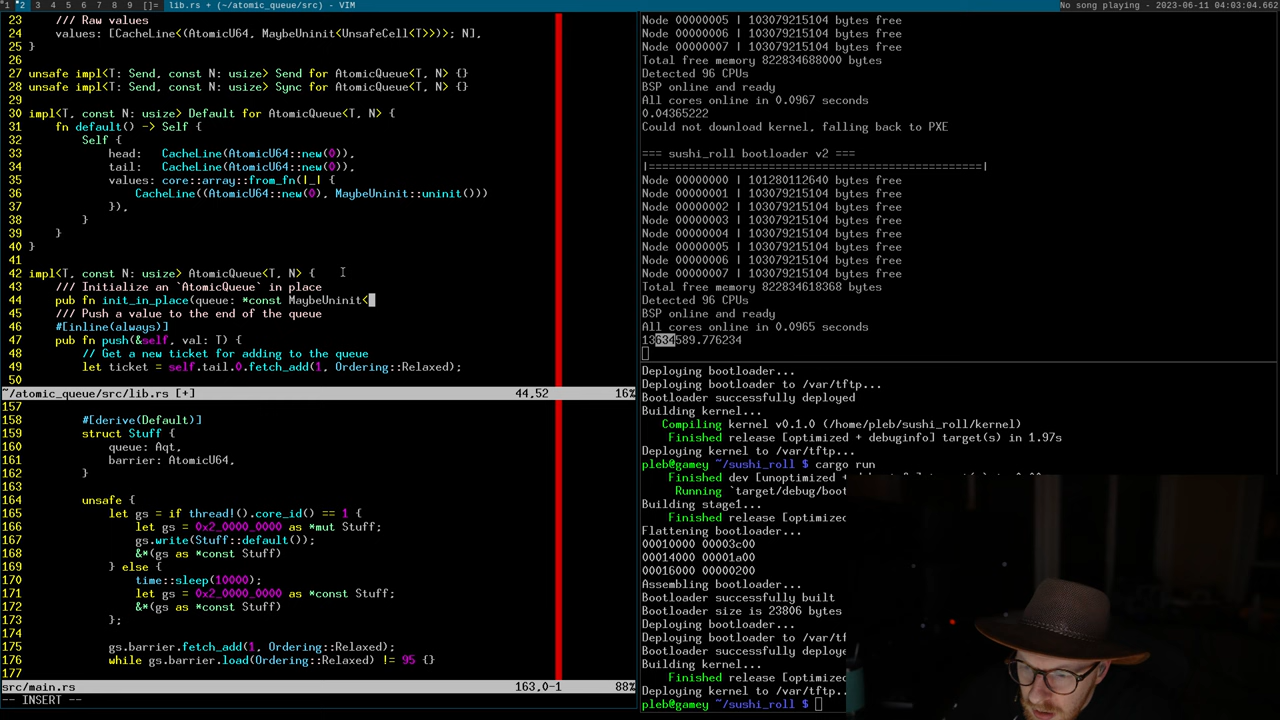 1 2 3 4 5 6 7 8 9 []= lib.rs + (~/atomic_queue/src) - VIM
No song playing - 2023-06-11 04:03:04.662
23 /// Raw values
24 values: [CacheLine<(AtomicU64, MaybeUninit<UnsafeCell<T>>)>; N],
25 }
26
27 unsafe impl<T: Send, const N: usize> Send for AtomicQueue<T, N> {}
28 unsafe impl<T: Send, const N: usize> Sync for AtomicQueue<T, N> {}
29
30 impl<T, const N: usize> Default for AtomicQueue<T, N> {
31 fn default() -> Self {
32 Self {
33 head: CacheLine(AtomicU64::new(0)),
34 tail: CacheLine(AtomicU64::new(0)),
35 values: core::array::from_fn(|_| {
36 CacheLine((AtomicU64::new(0), MaybeUninit::uninit()))
37 }),
38 }
39 }
40 }
41
42 impl<T, const N: usize> AtomicQueue<T, N> {
43 /// Initialize an `AtomicQueue` in place
44 pub fn init_in_place(queue: *const MaybeUninit<
45 /// Push a value to the end of the queue
46 #[inline(always)]
47 pub fn push(&self, val: T) {
48 // Get a new ticket for adding to the queue
49 let ticket = self.tail.0.fetch_add(1, Ordering::Relaxed);
50
~/atomic_queue/src/lib.rs [+] 44,52 16%
157
158 #[derive(Default)]
159 struct Stuff {
160 queue: Aqt,
161 barrier: AtomicU64,
162 }
163
164 unsafe {
165 let gs = if thread!().core_id() == 1 {
166 let gs = 0x2_0000_0000 as *mut Stuff;
167 gs.write(Stuff::default());
168 &*(gs as *const Stuff)
169 } else {
170 time::sleep(10000);
171 let gs = 0x2_0000_0000 as *const Stuff;
172 &*(gs as *const Stuff)
173 };
174
175 gs.barrier.fetch_add(1, Ordering::Relaxed);
176 while gs.barrier.load(Ordering::Relaxed) != 95 {}
177
src/main.rs 163,0-1 88%
-- INSERT --
Node 00000005 | 103079215104 bytes free
Node 00000006 | 103079215104 bytes free
Node 00000007 | 103079215104 bytes free
Total free memory 822834688000 bytes
Detected 96 CPUs
BSP online and ready
All cores online in 0.0967 seconds
0.04365222
Could not download kernel, falling back to PXE
=== sushi_roll bootloader v2 ===
|==================================================|
Node 00000000 | 101280112640 bytes free
Node 00000001 | 103079215104 bytes free
Node 00000002 | 103079215104 bytes free
Node 00000003 | 103079215104 bytes free
Node 00000004 | 103079215104 bytes free
Node 00000005 | 103079215104 bytes free
Node 00000006 | 103079215104 bytes free
Node 00000007 | 103079215104 bytes free
Total free memory 822834618368 bytes
Detected 96 CPUs
BSP online and ready
All cores online in 0.0965 seconds
13634589.776234
Deploying bootloader...
Deploying bootloader to /var/tftp...
Bootloader successfully deployed
Building kernel...
Compiling kernel v0.1.0 (/home/pleb/sushi_roll/kernel)
Finished release [optimized + debuginfo] target(s) in 1.97s
Deploying kernel to /var/tftp...
pleb@gamey ~/sushi_roll $ cargo run
Finished dev [unoptimized +
Running `target/debug/boot
Building stage1...
Finished release [optimized
Flattening bootloader...
00010000 00003c00
00014000 00001a00
00016000 00000200
Assembling bootloader...
Bootloader successfully built
Bootloader size is 23806 bytes
Deploying bootloader...
Deploying bootloader to /var/tf
Bootloader successfully deploye
Building kernel...
Finished release [optimized
Deploying kernel to /var/tftp...
pleb@gamey ~/sushi_roll $